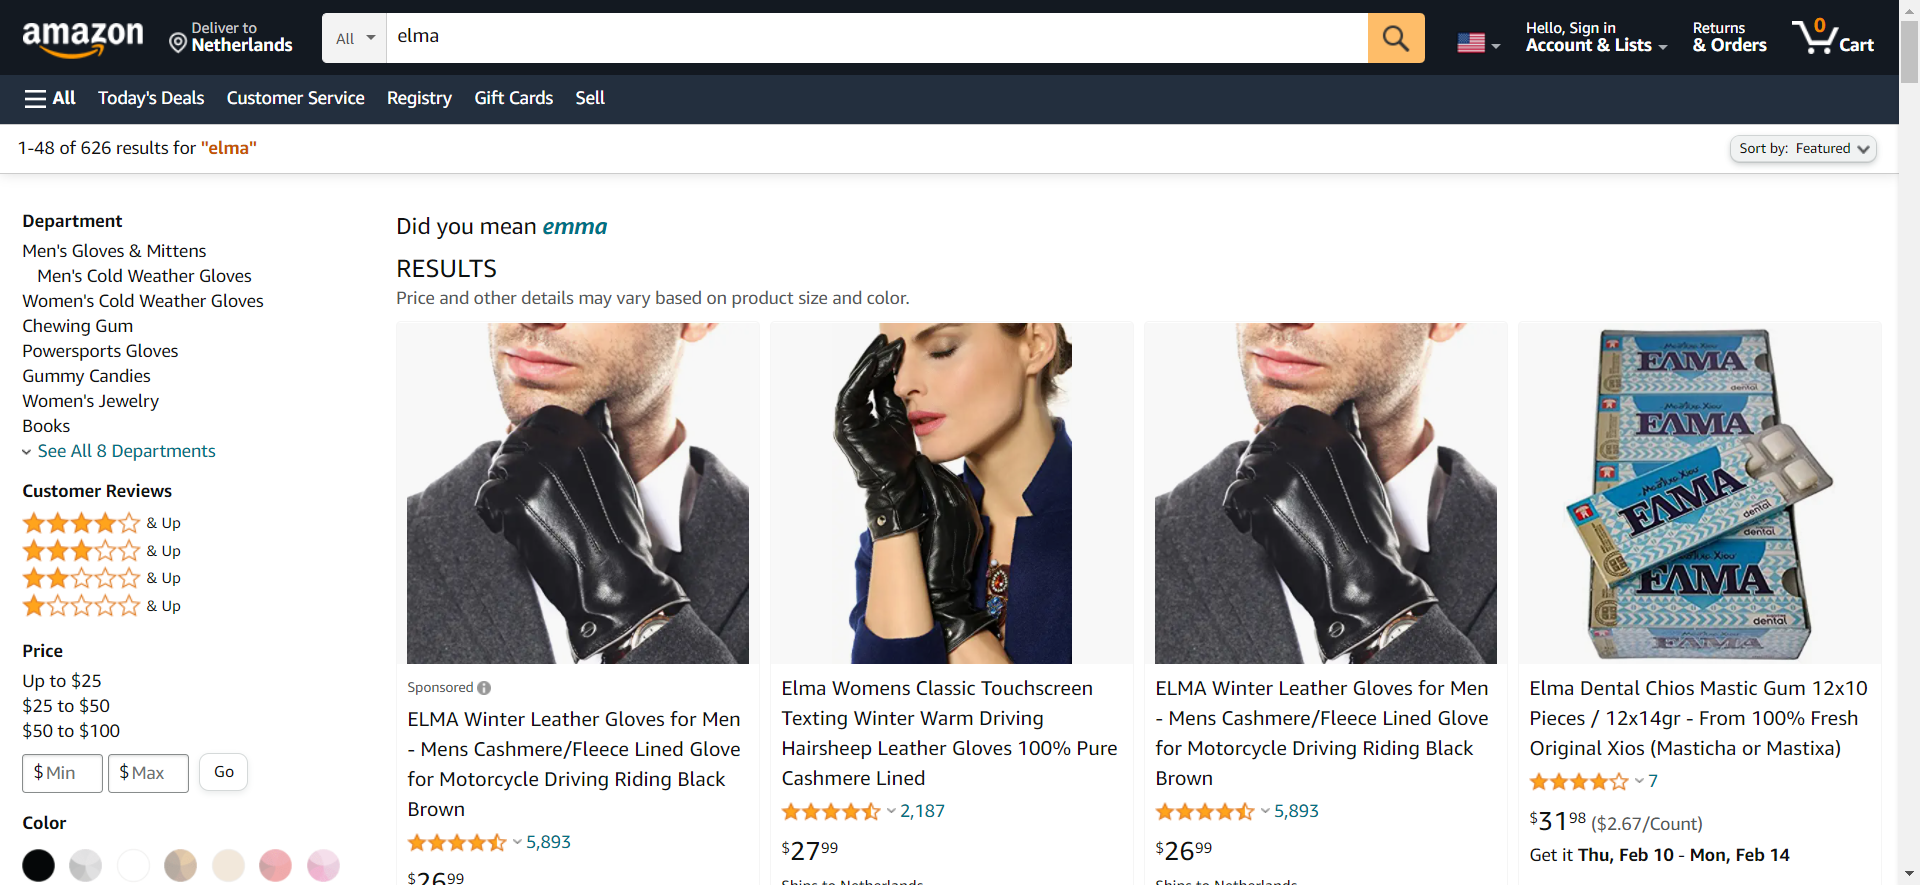 amazon
Deliver to
Netherlands
All
elma
Hello, Sign in
Account & Lists
Returns
& Orders
0
Cart
All
Today's Deals
Customer Service
Registry
Gift Cards
Sell
1-48 of 626 results for "elma"
Sort by: Featured
Department
Men's Gloves & Mittens
Men's Cold Weather Gloves
Women's Cold Weather Gloves
Chewing Gum
Powersports Gloves
Gummy Candies
Women's Jewelry
Books
See All 8 Departments
Customer Reviews
& Up
& Up
& Up
& Up
Price
Up to $25
$25 to $50
$50 to $100
$ Min
$ Max
Go
Color
Did you mean emma
RESULTS
Price and other details may vary based on product size and color.
Sponsored
ELMA Winter Leather Gloves for Men
- Mens Cashmere/Fleece Lined Glove
for Motorcycle Driving Riding Black
Brown
5,893
$26.99
Elma Womens Classic Touchscreen
Texting Winter Warm Driving
Hairsheep Leather Gloves 100% Pure
Cashmere Lined
2,187
$27.99
Ships to Netherlands
ELMA Winter Leather Gloves for Men
- Mens Cashmere/Fleece Lined Glove
for Motorcycle Driving Riding Black
Brown
5,893
$26.99
Ships to Netherlands
ΕΛΜΑ
dental
ΕΛΜΑ
ΕΛΜΑ
dental
dental
ΕΛΜΑ
dental
ΕΛΜΑ
Elma Dental Chios Mastic Gum 12x10
Pieces / 12x14gr - From 100% Fresh
Original Xios (Masticha or Mastixa)
7
$31.98 ($2.67/Count)
Get it Thu, Feb 10 - Mon, Feb 14